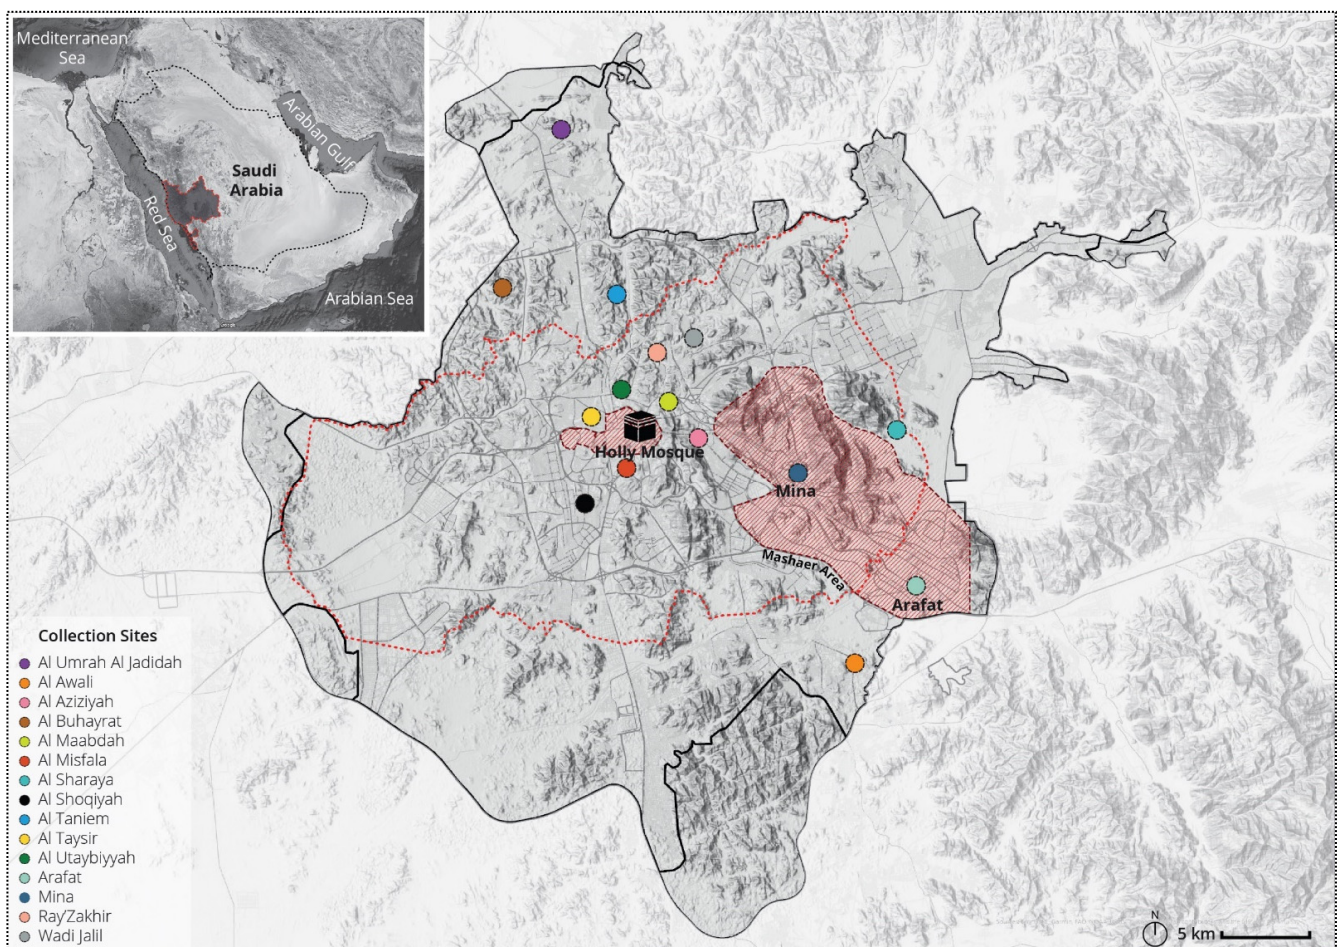 Mediterranean
Sea
Arabian Gulf
Saudi
Arabia
Red Sea
Arabian Sea
Holly Mosque
Mina
Mashaer Area
Arafat
Collection Sites
Al Umrah Al Jadidah
Al Awali
Al Aziziyah
Al Buhayrat
Al Maabdah
Al Misfala
Al Sharaya
Al Shoqiyah
Al Taniem
Al Taysir
Al Utaybiyyah
Arafat
Mina
Ray'Zakhir
Wadi Jalil
N
5 km